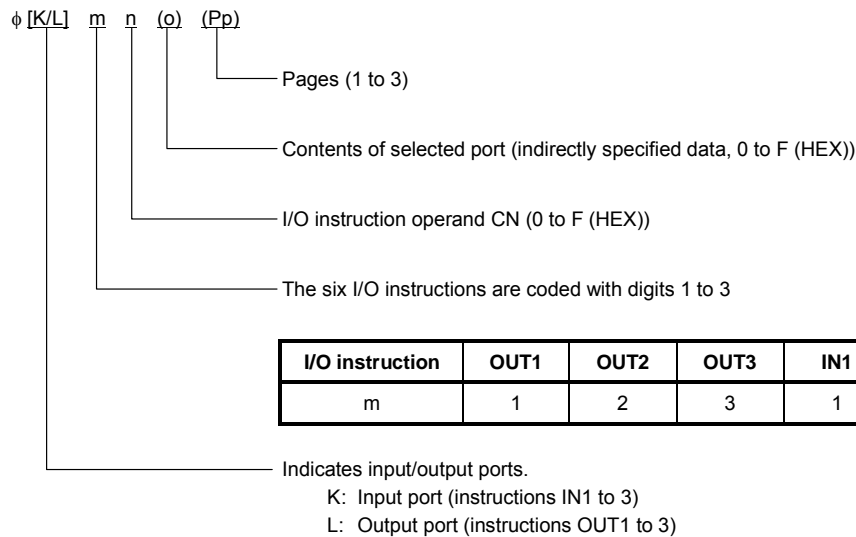 ϕ [K/L] m n (o) (Pp)
Pages (1 to 3)
Contents of selected port (indirectly specified data, 0 to F (HEX))
I/O instruction operand CN (0 to F (HEX))
The six I/O instructions are coded with digits 1 to 3
I/O instruction OUT1 OUT2 OUT3 IN1
m 1 2 3 1
Indicates input/output ports.
K: Input port (instructions IN1 to 3)
L: Output port (instructions OUT1 to 3)